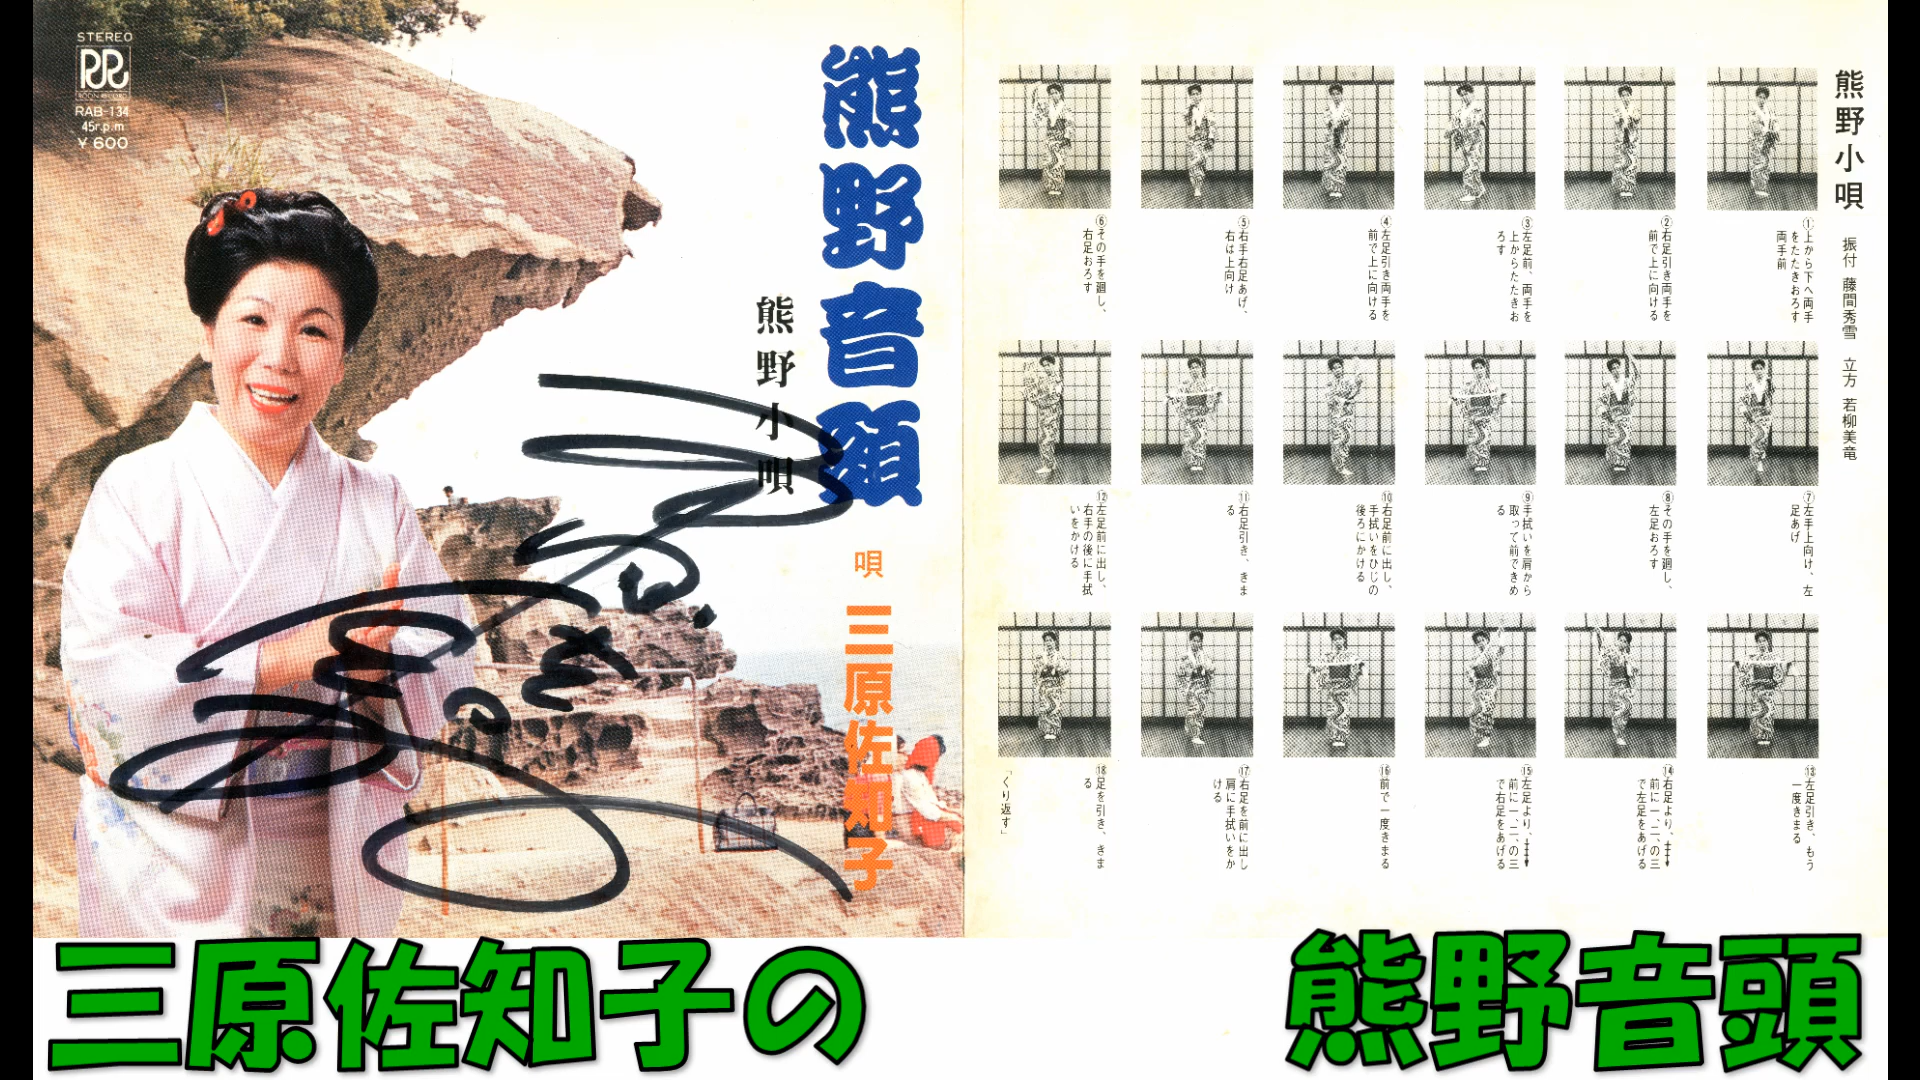 STEREO
RR
RAB-134
45r.p.m
￥600
熊野音頭
熊野小唄
唄 三原佐知子
熊野小唄 振付 藤間秀雪 立方 若柳美竜
①上から下へ両手
をたたきおろす
両手前
②右足引き両手を
前で上に向ける
③左足前、両手を
上からたたきお
ろす
④左足引き両手を
前で上に向ける
⑤右手右足あげ、
右は上向け
⑥その手を廻し、
右足おろす
⑦左手上向け、左
足あげ
⑧その手を廻し、
左足おろす
⑨手拭いを肩から
取って前できめ
る
⑩右足前に出し、
手拭いをひじの
後ろにかける
⑪右足引き、きま
る
⑫左足前に出し、
右手の後に手拭
いをかける
⑬左足引き、もう
一度きまる
⑭右足より、
前に一、二、の三
で左足をあげる
⑮左足より、
前に一、二、の三
で右足をあげる
⑯前で一度きまる
⑰右足を前に出し
肩に手拭いをか
ける
⑱足を引き、きま
る
「くり返す」
三原佐知子の 熊野音頭